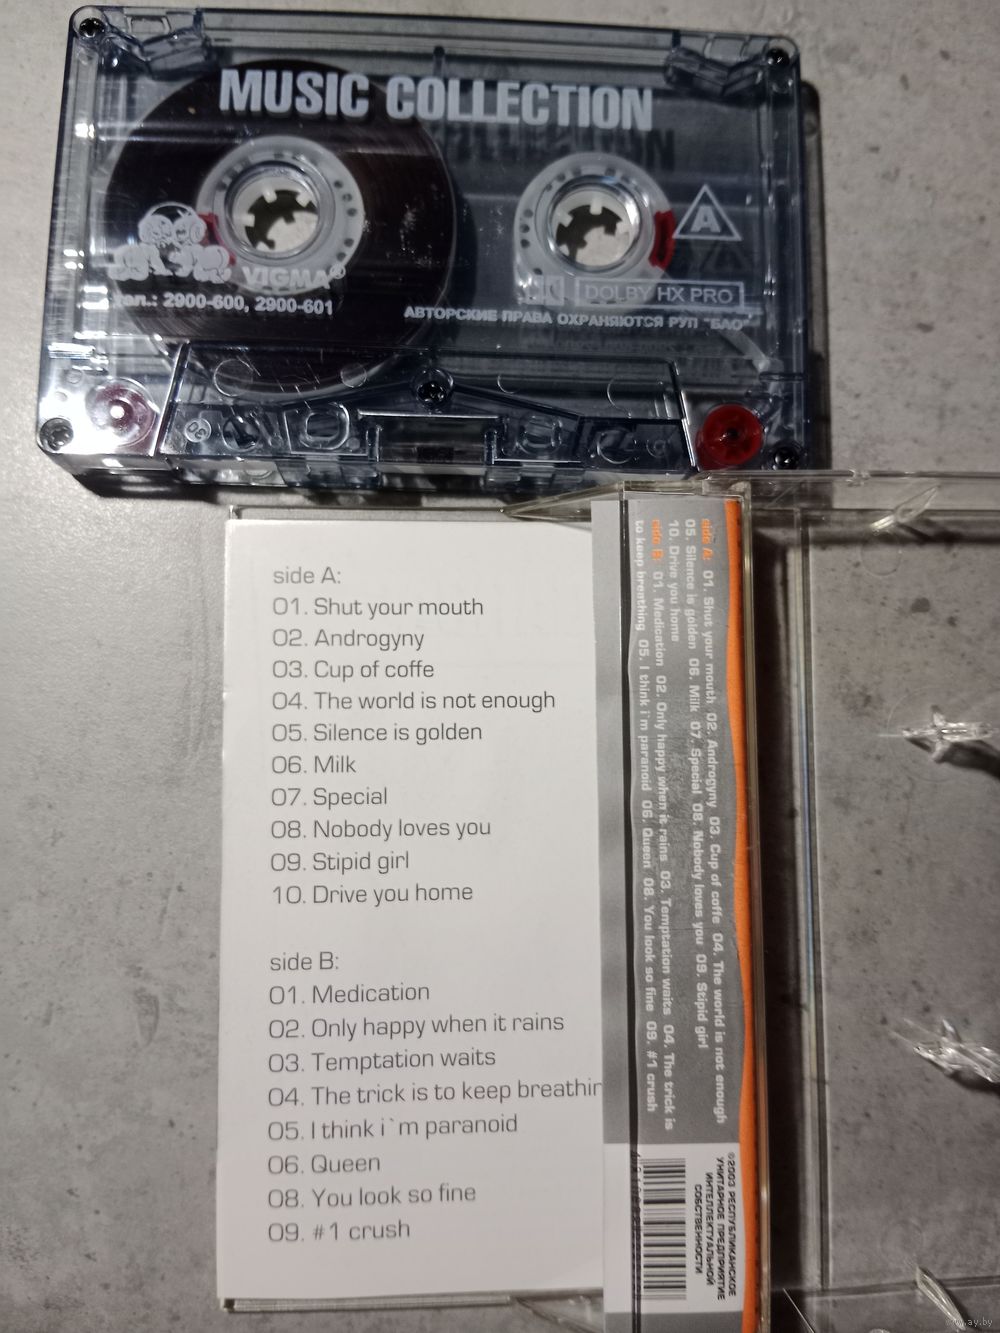 MUSIC COLLECTION
A
VIGMA®
DOLBY HX PRO
тел.: 2900-600, 2900-601
АВТОРСКИЕ ПРАВА ОХРАНЯЮТСЯ РУП "БАО"
side A:
01. Shut your mouth
02. Androgyny
03. Cup of coffe
04. The world is not enough
05. Silence is golden
06. Milk
07. Special
08. Nobody loves you
09. Stipid girl
10. Drive you home
side B:
01. Medication
02. Only happy when it rains
03. Temptation waits
04. The trick is to keep breathin
05. I think i`m paranoid
06. Queen
08. You look so fine
09. #1 crush
side A: 01. Shut your mouth 02. Androgyny 03. Cup of coffe 04. The world is not enough
05. Silence is golden 06. Milk 07. Special 08. Nobody loves you 09. Stipid girl
10. Drive you home
side B: 01. Medication 02. Only happy when it rains 03. Temptation waits 04. The trick is
to keep breathing 05. I think i`m paranoid 06. Queen 08. You look so fine 09. #1 crush
©2003 РЕСПУБЛИКАНСКОЕ
УНИТАРНОЕ ПРЕДПРИЯТИЕ
ИНТЕЛЛЕКТУАЛЬНОЙ
СОБСТВЕННОСТИ
www.ay.by